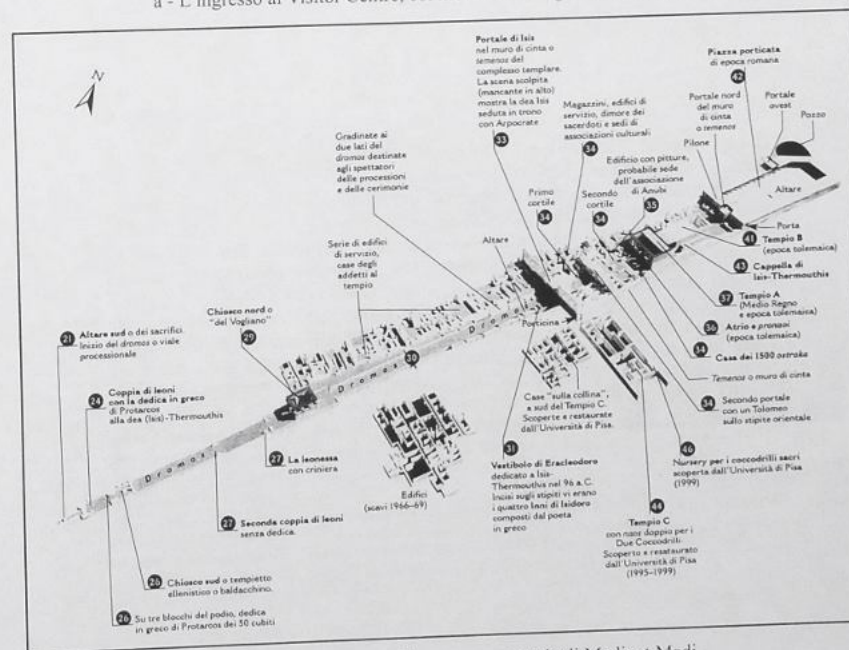 a - L'ingresso al Visitor Centre,
N
Portale di Isis
nel muro di cinta o
temenos del
complesso templare.
La scena scolpita
(mancante in alto)
mostra la dea Isis
seduta in trono
con Arpocrate
33
Magazzini, edifici di
servizio, dimore dei
sacerdoti e sedi di
associazioni culturali
34
Piazza porticata
di epoca romana
42
Portale nord
del muro
di cinta
o temenos
Portale
ovest
Pozzo
Pilone
Altare
Porta
Gradinate ai
due lati del
dromos destinate
agli spettatori
delle processioni
e delle cerimonie
Edificio con pitture,
probabile sede
dell'associazione
di Anubi
35
Primo
cortile
34
Secondo
cortile
34
Altare
Serie di edifici
di servizio,
case degli
addetti al
tempio
41 Tempio B
(epoca tolemaica)
43 Cappella di
Isis-Thermouthis
37 Tempio A
(Medio Regno
e epoca tolemaica)
36 Atrio e pronaos
(epoca tolemaica)
34 Casa dei 1500 ostraka
Temenos o muro di cinta
34 Secondo portale
con un Tolomeo
sullo stipite orientale
Chiosco nord o
"del Vogliano"
29
21 Altare sud o dei sacrifici.
Inizio del dromos o viale
processionale
24 Coppia di leoni
con la dedica in greco
di Protarcos
alla dea (Isis)-Thermouthis
Dromos
30
Dromos
Dromos
Porticina
Case "sulla collina",
a sud del Tempio C.
Scoperte e restaurate
dall'Università di Pisa.
27 La leonessa
con criniera
Edifici
(scavi 1966-69)
31
Vestibolo di Eracleodoro
dedicato a Isis-
Thermouthis nel 96 a.C.
Incisi sugli stipiti vi erano
i quattro Inni di Isidoro
composti dal poeta
in greco
46
Nursery per i coccodrilli sacri
scoperta dall'Università di Pisa
(1999)
44
Tempio C
con naos doppio per i
Due Coccodrilli.
Scoperto e resataurato
dall'Università di Pisa
(1995-1999)
27 Seconda coppia di leoni
senza dedica.
26 Chiosco sud o tempietto
ellenistico o baldacchino.
26 Su tre blocchi del podio, dedica
in greco di Protarcos dei 50 cubiti
di Medinet Madi